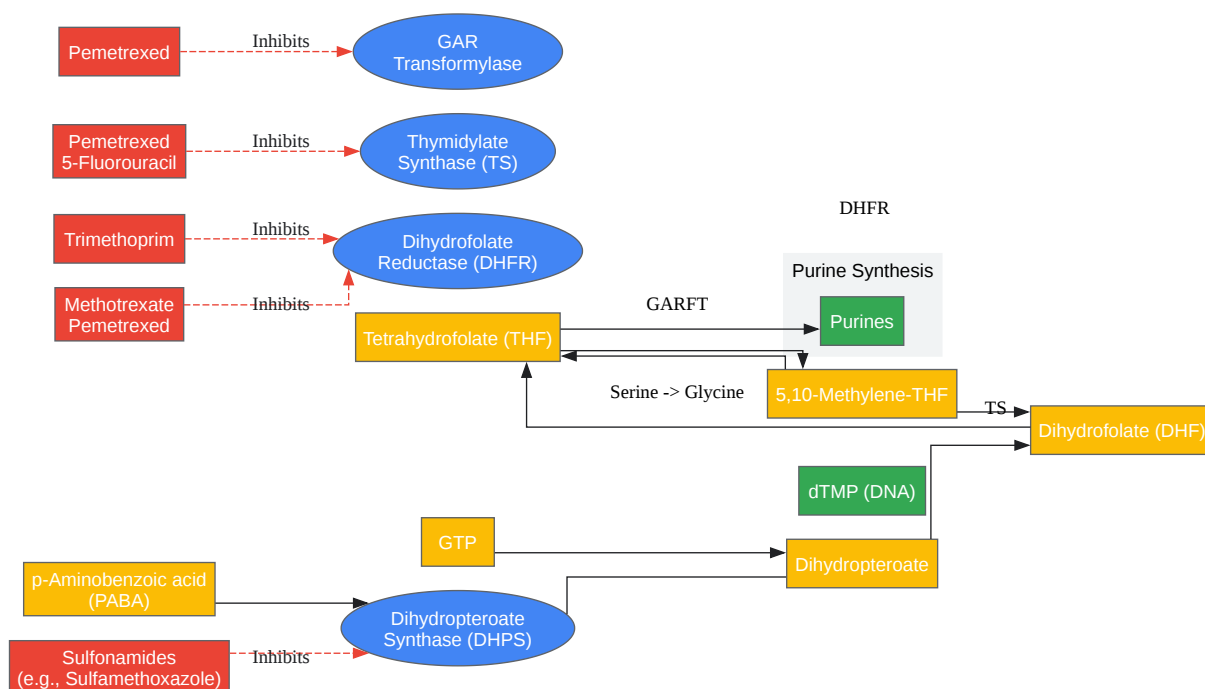 Pemetrexed
Inhibits
GAR
Transformylase
Pemetrexed
5-Fluorouracil
Inhibits
Thymidylate
Synthase (TS)
DHFR
Trimethoprim
Inhibits
Dihydrofolate
Reductase (DHFR)
Purine Synthesis
Methotrexate
Pemetrexed
Inhibits
GARFT
Purines
Tetrahydrofolate (THF)
Serine -> Glycine
5,10-Methylene-THF
TS
Dihydrofolate (DHF)
dTMP (DNA)
GTP
Dihydropteroate
p-Aminobenzoic acid
(PABA)
Dihydropteroate
Synthase (DHPS)
Sulfonamides
(e.g., Sulfamethoxazole)
Inhibits